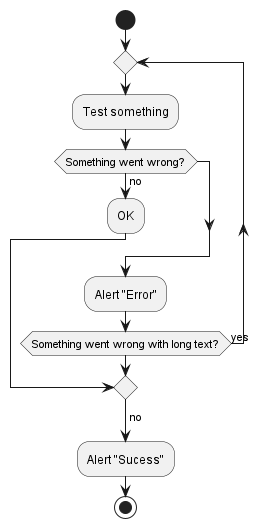 Test something
Something went wrong?
no
OK
Alert "Error"
Something went wrong with long text?
yes
no
Alert "Sucess"